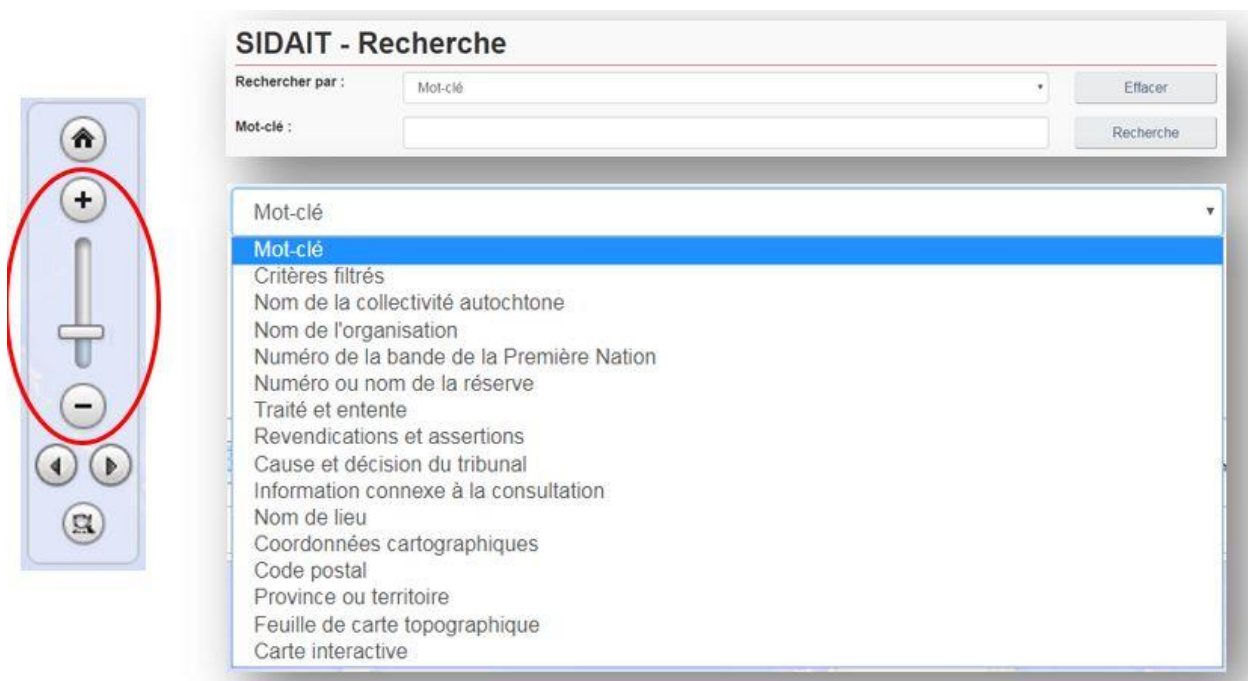 SIDAIT - Recherche
Rechercher par : Mot-clé Effacer
Mot-clé : Recherche
Mot-clé
Mot-clé
Critères filtrés
Nom de la collectivité autochtone
Nom de l'organisation
Numéro de la bande de la Première Nation
Numéro ou nom de la réserve
Traité et entente
Revendications et assertions
Cause et décision du tribunal
Information connexe à la consultation
Nom de lieu
Coordonnées cartographiques
Code postal
Province ou territoire
Feuille de carte topographique
Carte interactive